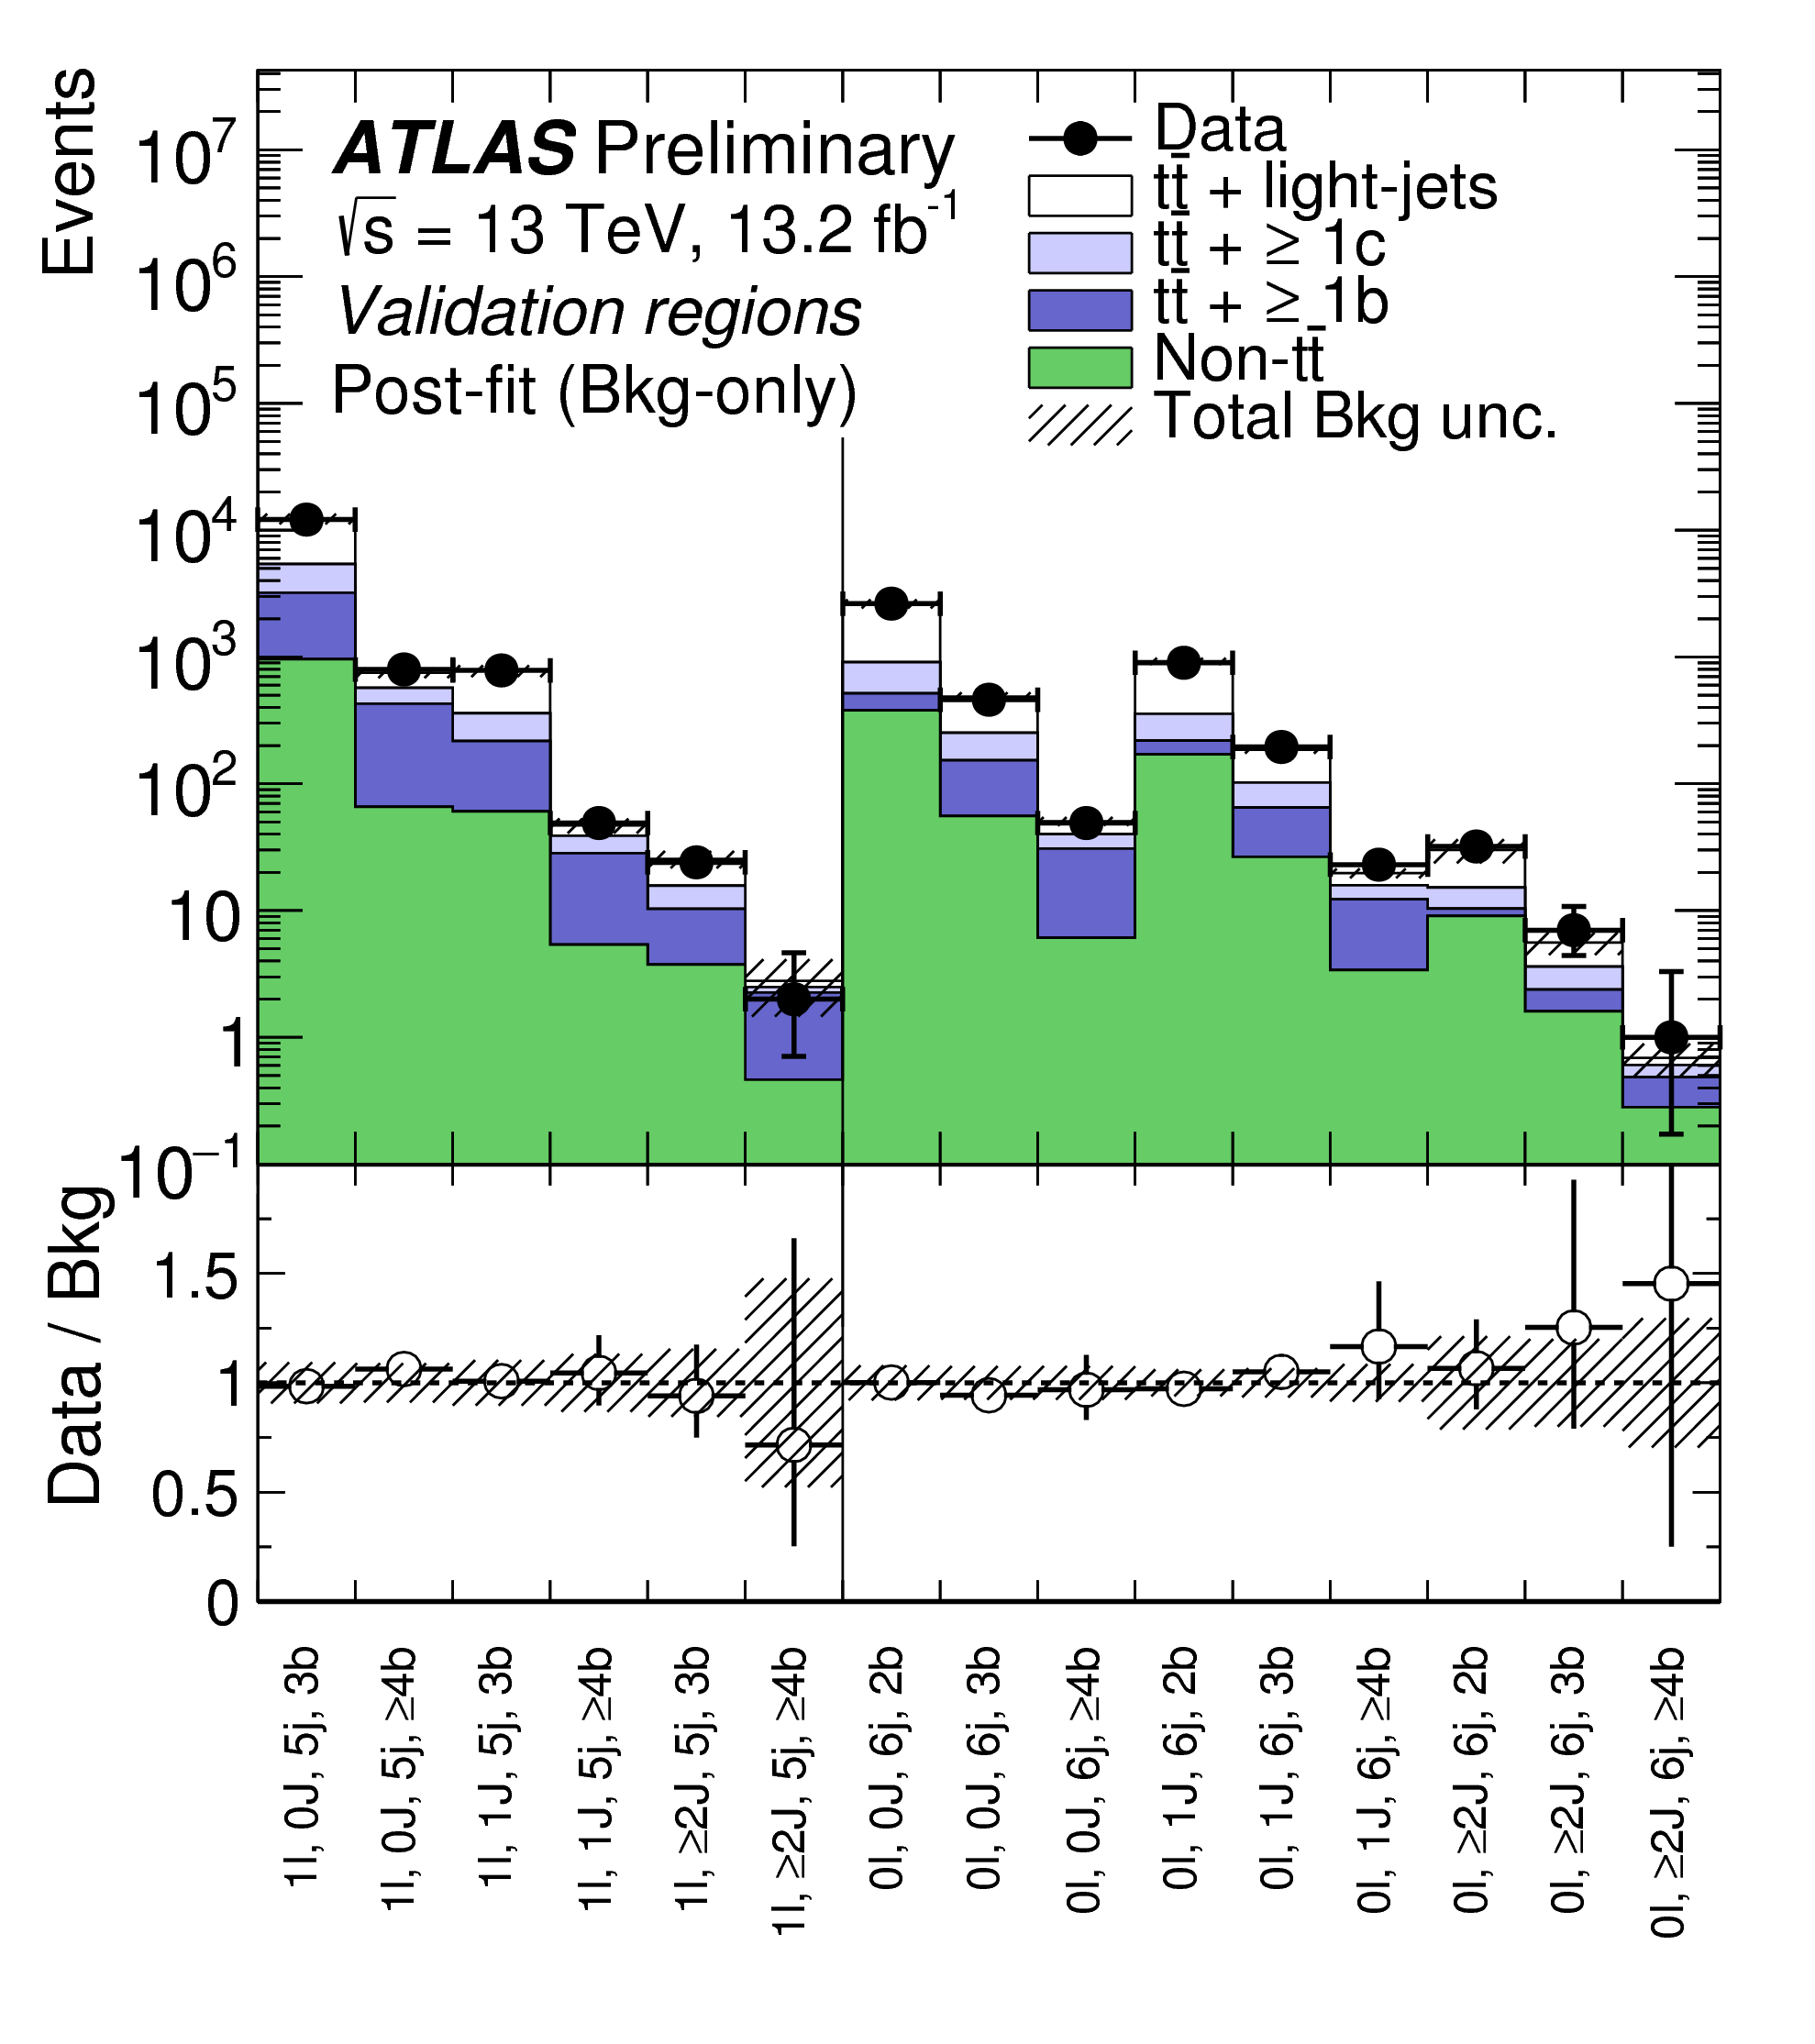 Events
10⁷
10⁶
10⁵
10⁴
10³
10²
10
1
10⁻¹
ATLAS Preliminary
√s = 13 TeV, 13.2 fb⁻¹
Validation regions
Post-fit (Bkg-only)
Data
tt̄ + light-jets
tt̄ + ≥ 1c
tt̄ + ≥ 1b
Non-tt̄
Total Bkg unc.
Data / Bkg
1.5
1
0.5
0
1l, 0J, 5j, 3b
1l, 0J, 5j, ≥4b
1l, 1J, 5j, 3b
1l, 1J, 5j, ≥4b
1l, ≥2J, 5j, 3b
1l, ≥2J, 5j, ≥4b
0l, 0J, 6j, 2b
0l, 0J, 6j, 3b
0l, 0J, 6j, ≥4b
0l, 1J, 6j, 2b
0l, 1J, 6j, 3b
0l, 1J, 6j, ≥4b
0l, ≥2J, 6j, 2b
0l, ≥2J, 6j, 3b
0l, ≥2J, 6j, ≥4b